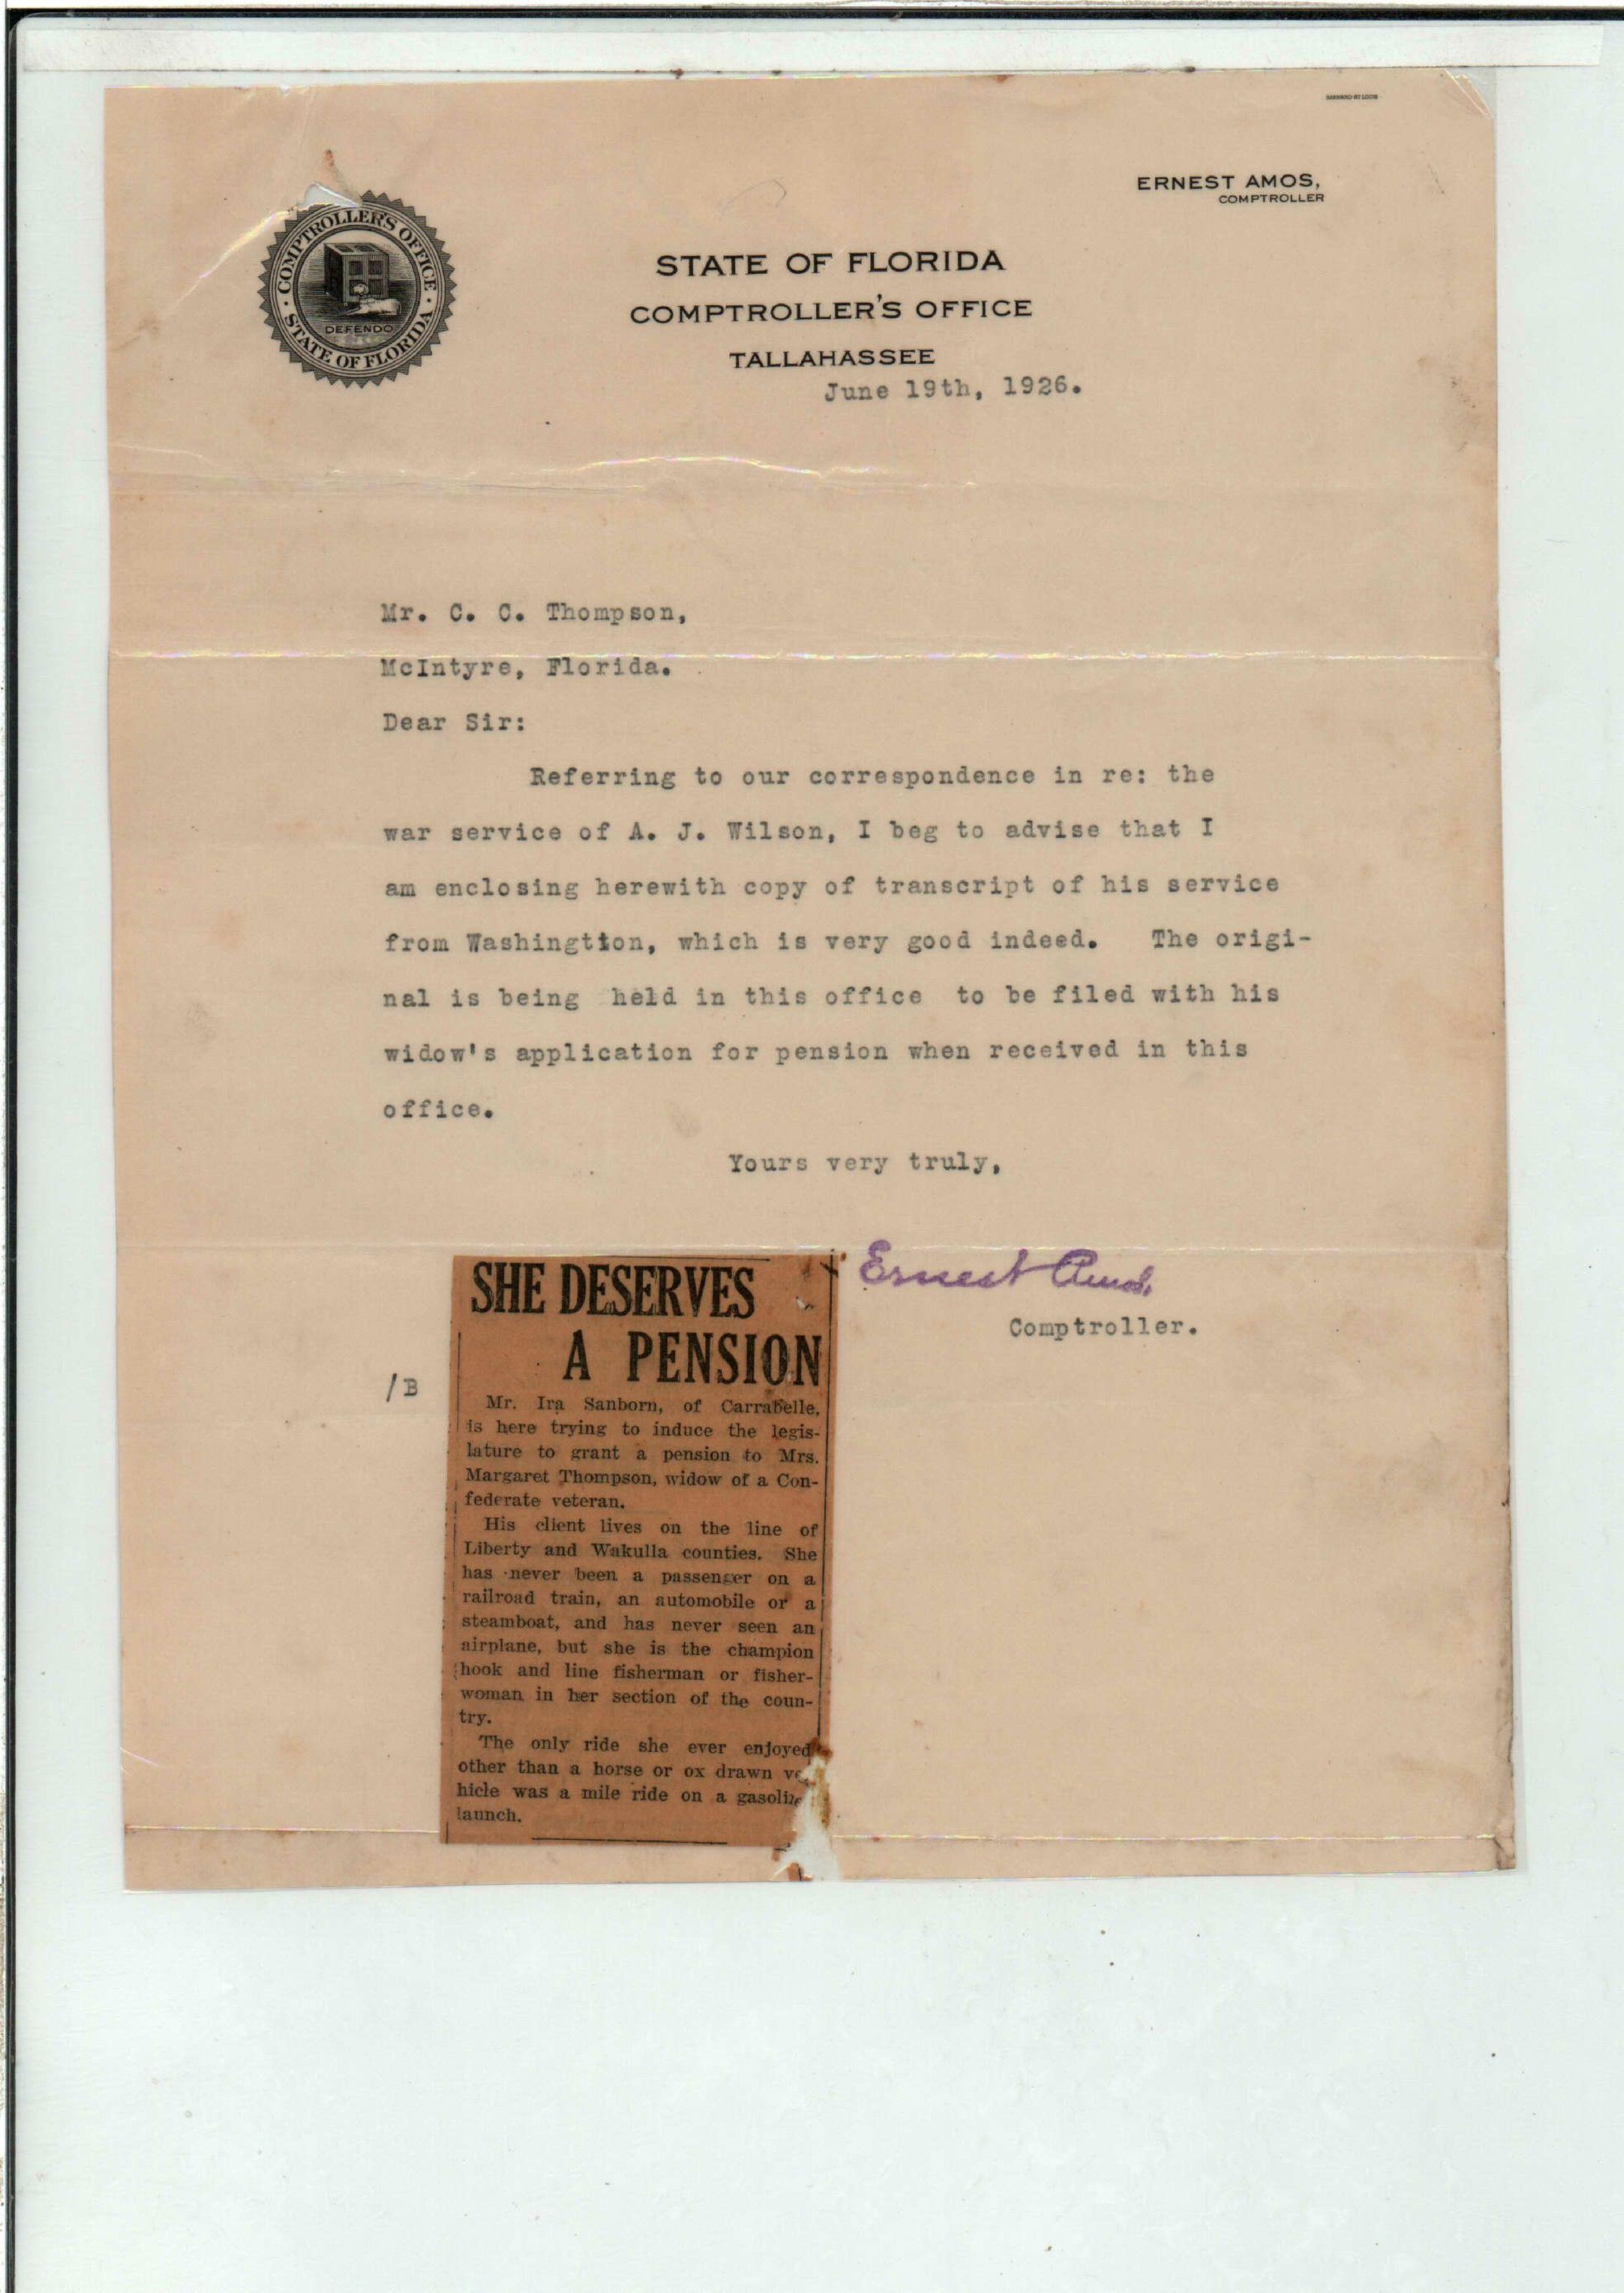 ERNEST AMOS,
COMPTROLLER
COMPTROLLER'S OFFICE
STATE OF FLORIDA
DEFENDO
STATE OF FLORIDA
COMPTROLLER'S OFFICE
TALLAHASSEE
June 19th, 1926.
Mr. C. C. Thompson,
McIntyre, Florida.
Dear Sir:
Referring to our correspondence in re: the
war service of A. J. Wilson, I beg to advise that I
am enclosing herewith copy of transcript of his service
from Washingttion, which is very good indeed. The origi-
nal is being held in this office to be filed with his
widow's application for pension when received in this
office.
Yours very truly,
Ernest Amos.
Comptroller.
/B
SHE DESERVES
A PENSION
Mr. Ira Sanborn, of Carrabelle,
is here trying to induce the legis-
lature to grant a pension to Mrs.
Margaret Thompson, widow of a Con-
federate veteran.
His client lives on the line of
Liberty and Wakulla counties. She
has never been a passenger on a
railroad train, an automobile or a
steamboat, and has never seen an
airplane, but she is the champion
hook and line fisherman or fisher-
woman in her section of the coun-
try.
The only ride she ever enjoyed
other than a horse or ox drawn ve
hicle was a mile ride on a gasoline
launch.